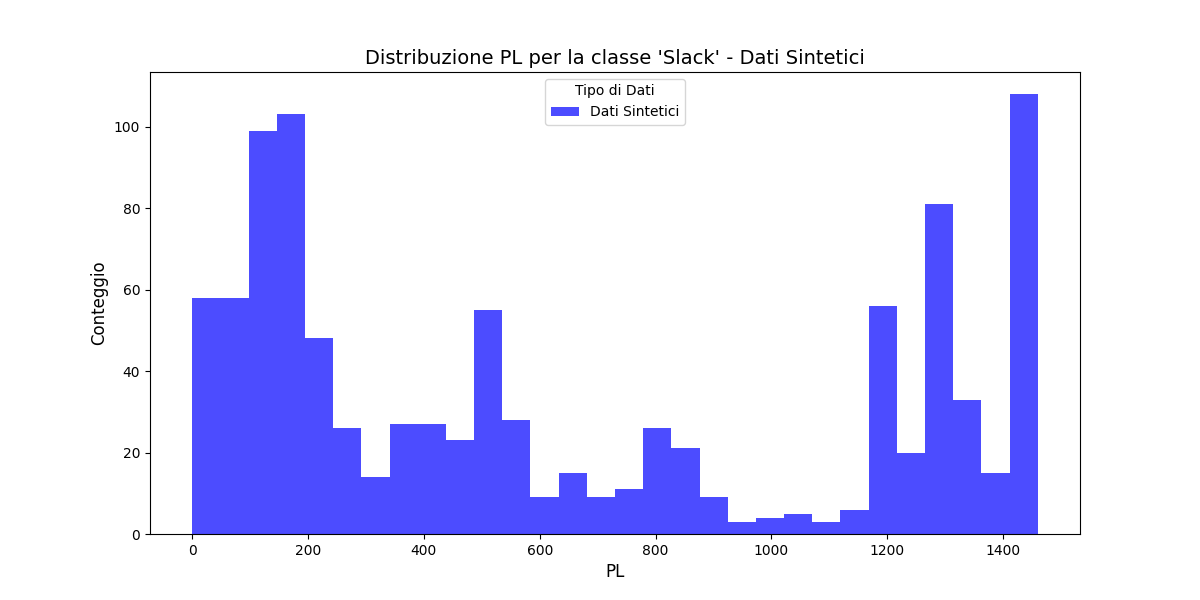 Distribuzione PL per la classe 'Slack' - Dati Sintetici
Tipo di Dati
Dati Sintetici
Conteggio
100
80
60
40
20
0
0 200 400 600 800 1000 1200 1400
PL